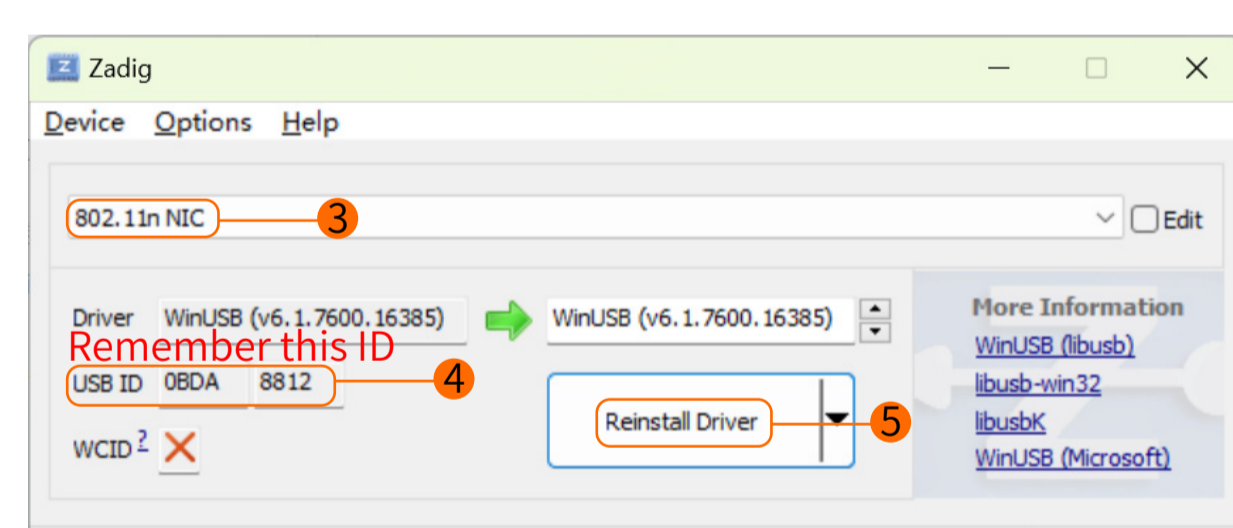 Zadig
Device Options Help
802.11n NIC
3
Edit
Driver WinUSB (v6.1.7600.16385) WinUSB (v6.1.7600.16385)
Remember this ID
USB ID 0BDA 8812
4
Reinstall Driver
5
WCID ?
More Information
WinUSB (libusb)
libusb-win32
libusbK
WinUSB (Microsoft)